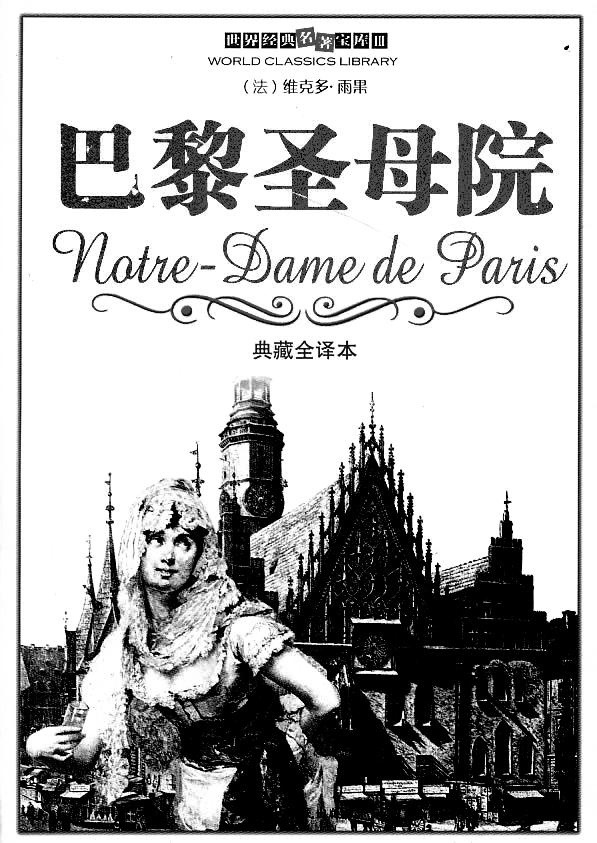 世界经典名著宝库III
WORLD CLASSICS LIBRARY
（法）维克多·雨果
巴黎圣母院
Notre-Dame de Paris
典藏全译本